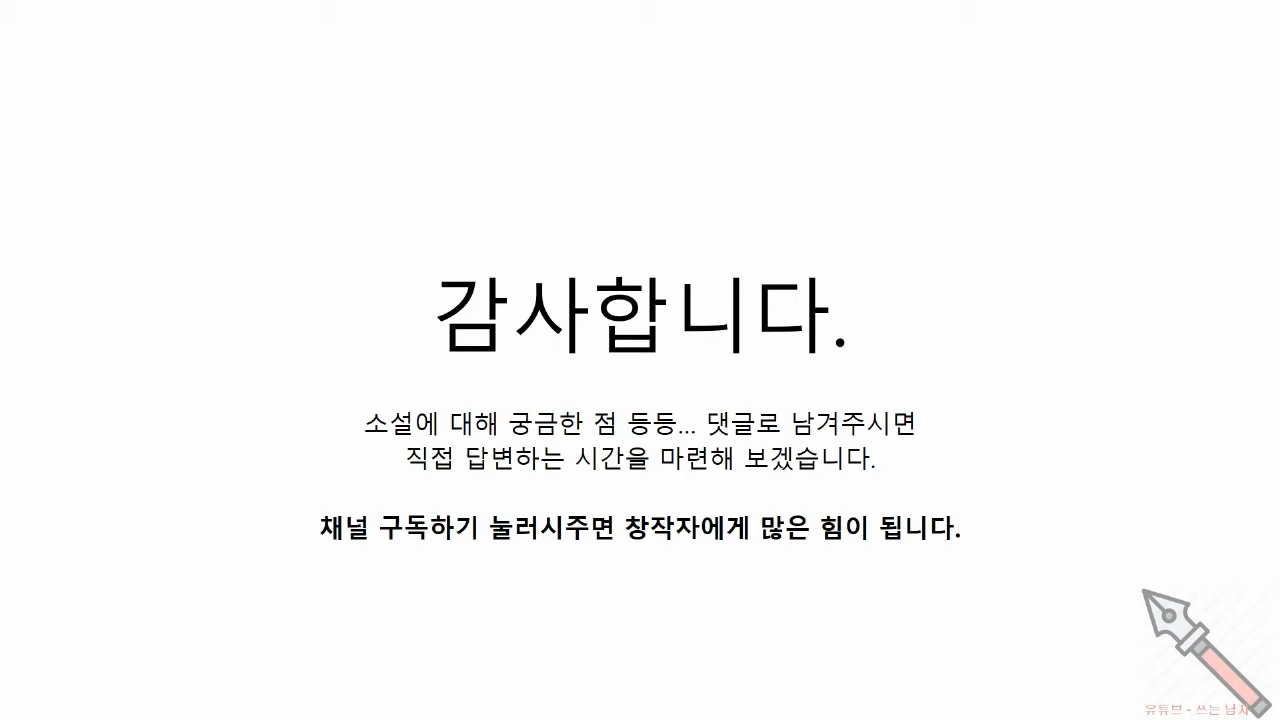 감사합니다.
소설에 대해 궁금한 점 등등... 댓글로 남겨주시면
직접 답변하는 시간을 마련해 보겠습니다.
채널 구독하기 눌러시주면 창작자에게 많은 힘이 됩니다.
유튜브 - 쓰는 남자